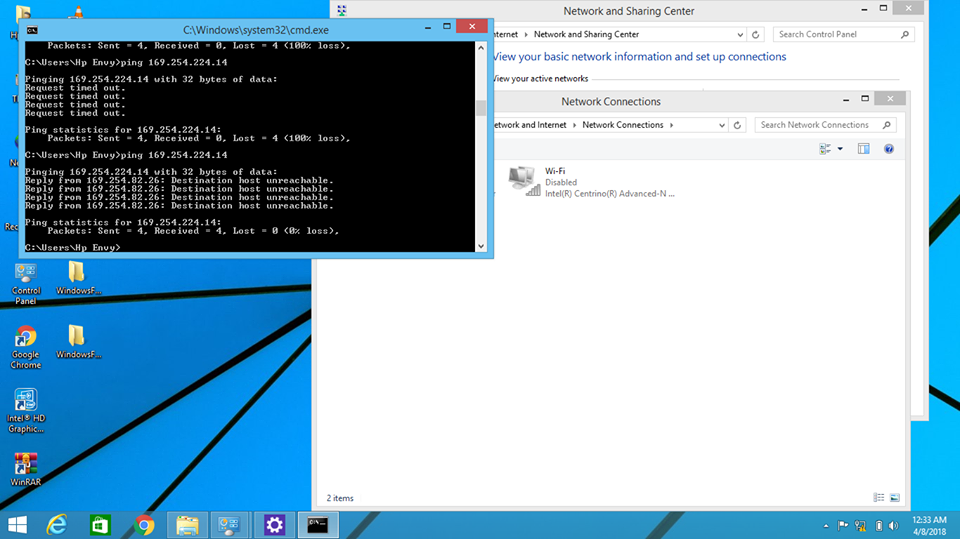 C:\Windows\system32\cmd.exe
Packets: Sent = 4, Received = 0, Lost = 4 (100% loss),
C:\Users\Hp Envy>ping 169.254.224.14
Pinging 169.254.224.14 with 32 bytes of data:
Request timed out.
Request timed out.
Request timed out.
Request timed out.
Ping statistics for 169.254.224.14:
Packets: Sent = 4, Received = 0, Lost = 4 (100% loss),
C:\Users\Hp Envy>ping 169.254.224.14
Pinging 169.254.224.14 with 32 bytes of data:
Reply from 169.254.82.26: Destination host unreachable.
Reply from 169.254.82.26: Destination host unreachable.
Reply from 169.254.82.26: Destination host unreachable.
Reply from 169.254.82.26: Destination host unreachable.
Ping statistics for 169.254.224.14:
Packets: Sent = 4, Received = 4, Lost = 0 (0% loss),
C:\Users\Hp Envy>
Network and Sharing Center
Network and Sharing Center
Search Control Panel
View your basic network information and set up connections
View your active networks
Network Connections
Network and Internet
Network Connections
Search Network Connections
Wi-Fi
Disabled
Intel(R) Centrino(R) Advanced-N ...
2 items
Control
Panel
WindowsF...
Google
Chrome
WindowsF...
Intel® HD
Graphic...
WinRAR
12:33 AM
4/8/2018